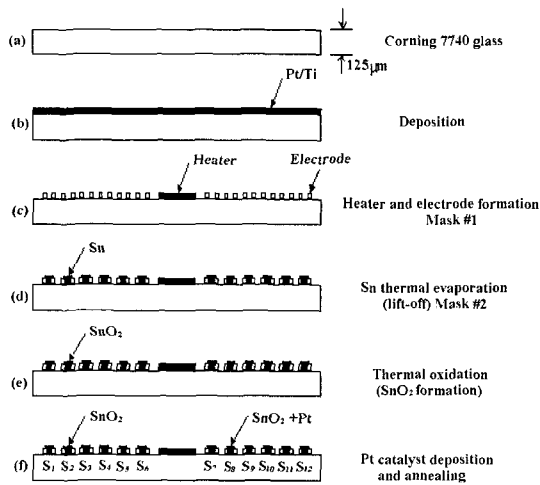 (a) Corning 7740 glass
125μm
Pt/Ti
(b) Deposition
Heater Electrode
(c) Heater and electrode formation
Mask #1
Sn
(d) Sn thermal evaporation
(lift-off) Mask #2
SnO₂
(e) Thermal oxidation
(SnO₂ formation)
SnO₂ SnO₂ +Pt
(f) Pt catalyst deposition
and annealing
S₁ S₂ S₃ S₄ S₅ S₆ S₇ S₈ S₉ S₁₀ S₁₁ S₁₂